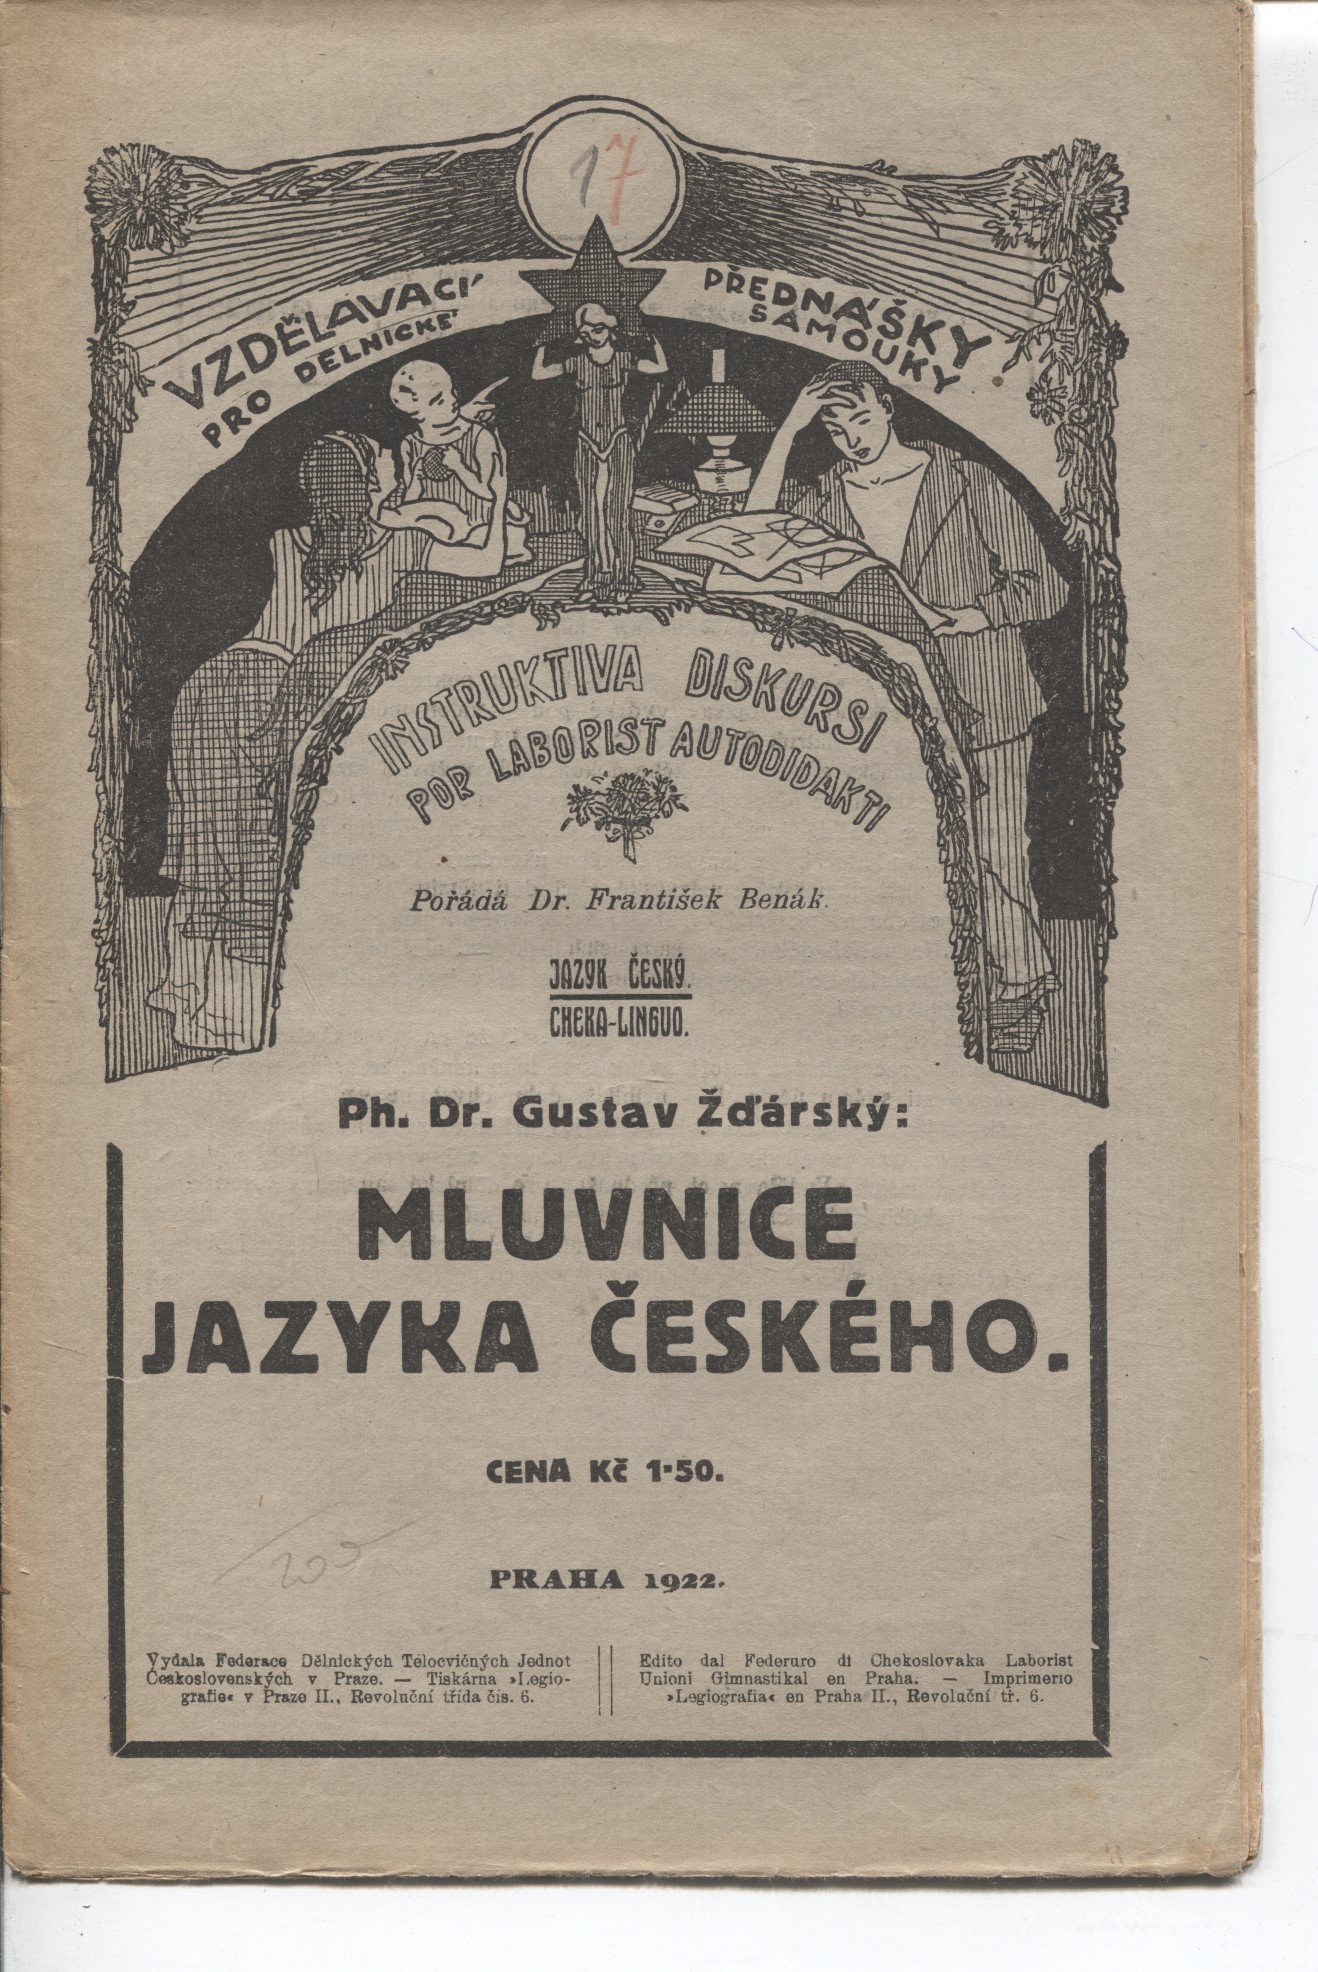 17
VZDĚLAVACÍ PŘEDNÁŠKY
PRO DELNICKÉ SAMOUKY
INSTRUKTIVA DISKURSI
POR LABORIST AUTODIDAKTI
Pořádá Dr. František Benák.
JAZYK ČESKÝ.
CHEKA-LINGUO.
Ph. Dr. Gustav Žďárský:
MLUVNICE
JAZYKA ČESKÉHO.
CENA Kč 1·50.
200
PRAHA 1922.
Vydala Federace Dělnických Tělocvičných Jednot
Československých v Praze. — Tiskárna »Legio-
grafie« v Praze II., Revoluční třída čís. 6.
Edito dal Federuro di Chekoslovaka Laborist
Unioni Gimnastikal en Praha. — Imprimerio
»Legiografia« en Praha II., Revoluční tř. 6.